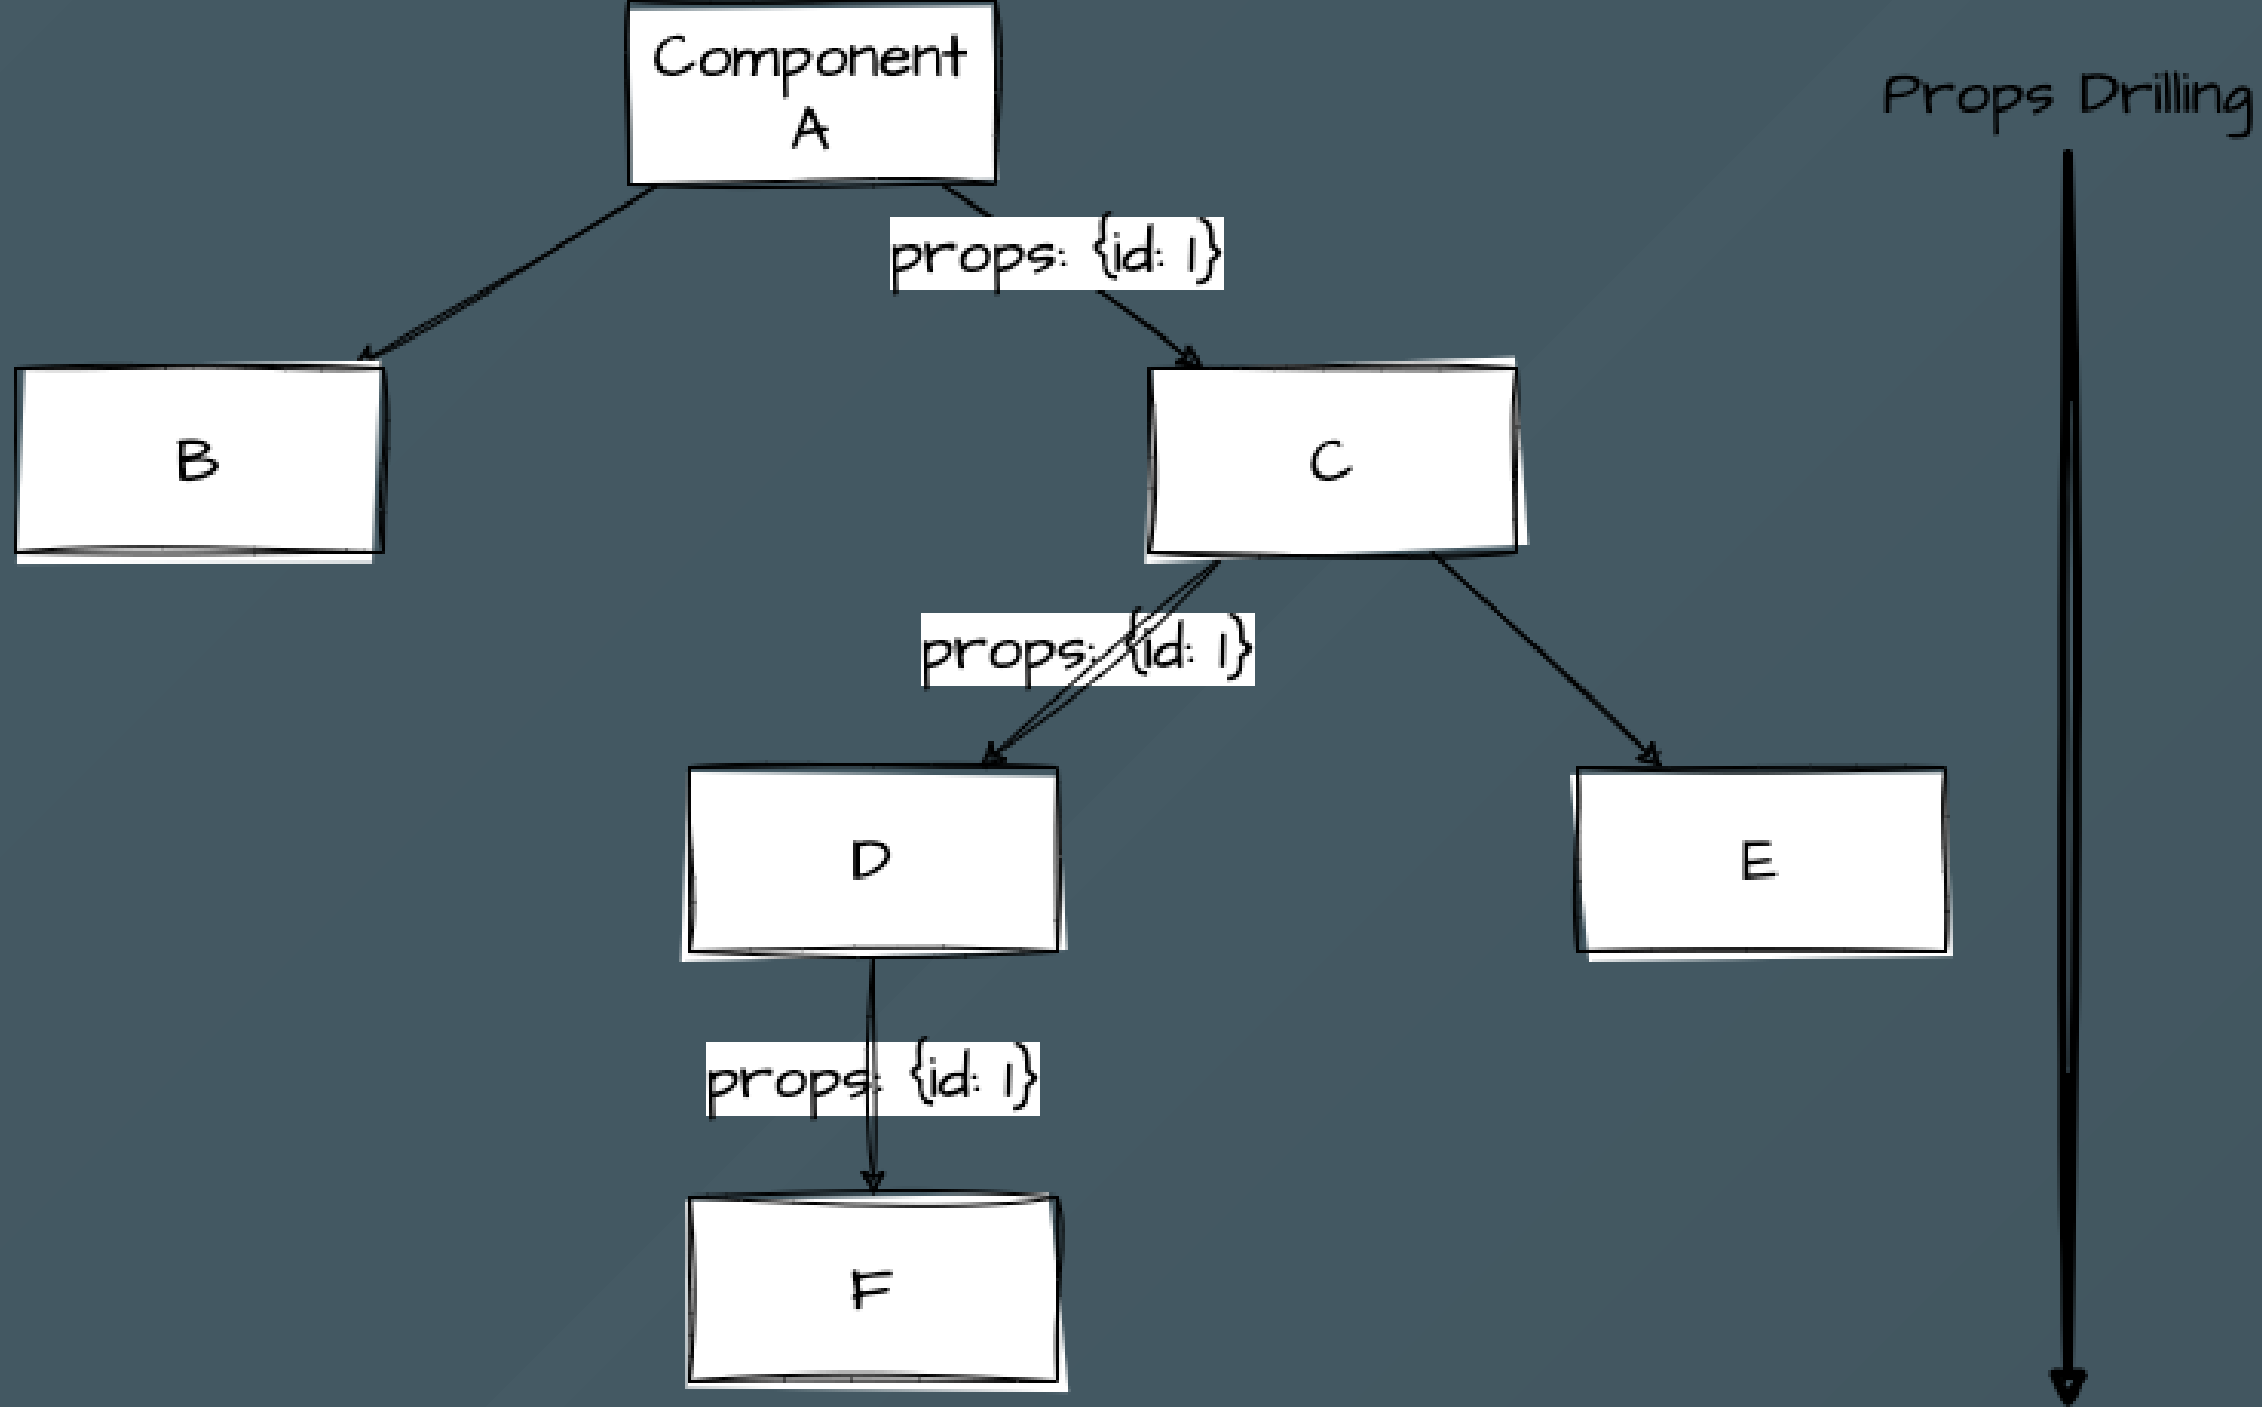 Component
A
Props Drilling
props: {id: 1}
B
C
props: {id: 1}
D
E
props: {id: 1}
F